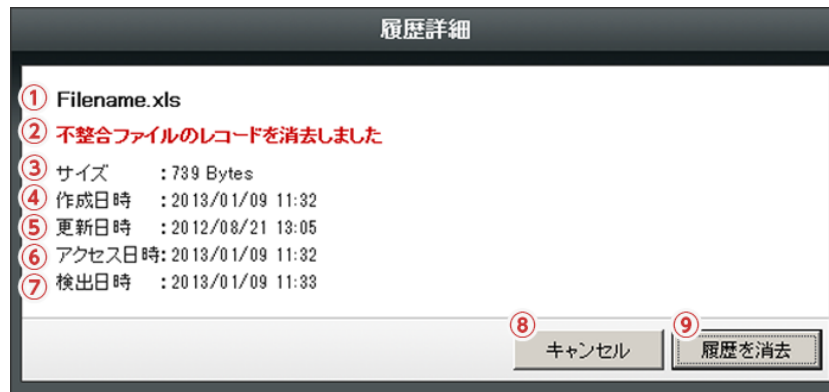 履歴詳細
① Filename.xls
② 不整合ファイルのレコードを消去しました
③ サイズ :739 Bytes
④ 作成日時 :2013/01/09 11:32
⑤ 更新日時 :2012/08/21 13:05
⑥ アクセス日時:2013/01/09 11:32
⑦ 検出日時 :2013/01/09 11:33
⑧ キャンセル ⑨ 履歴を消去